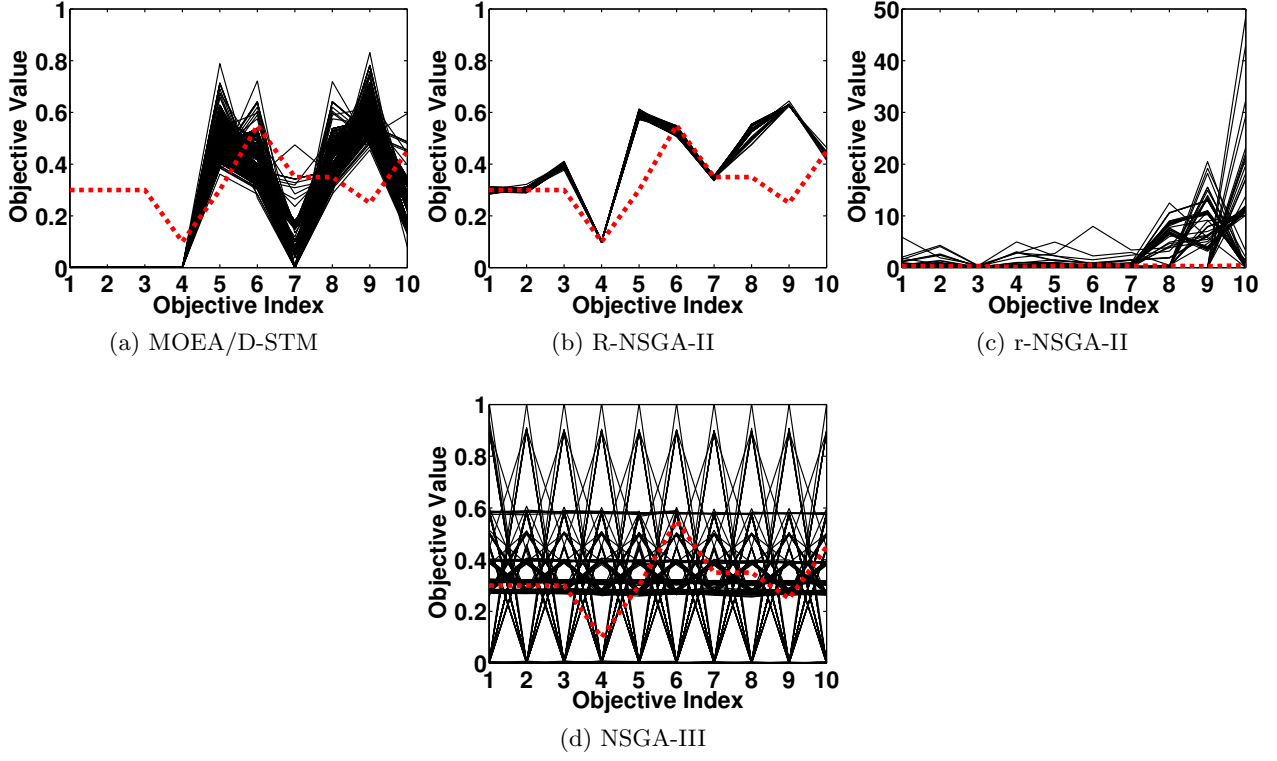 1
0.8
0.6
0.4
0.2
0
Objective Value
1 2 3 4 5 6 7 8 9 10
Objective Index
(a) MOEA/D-STM
1
0.8
0.6
0.4
0.2
0
Objective Value
1 2 3 4 5 6 7 8 9 10
Objective Index
(b) R-NSGA-II
50
40
30
20
10
0
Objective Value
1 2 3 4 5 6 7 8 9 10
Objective Index
(c) r-NSGA-II
1
0.8
0.6
0.4
0.2
0
Objective Value
1 2 3 4 5 6 7 8 9 10
Objective Index
(d) NSGA-III